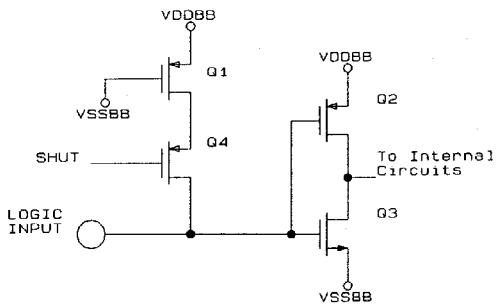 VDDBB
Q1
VSSBB
VDDBB
Q2
Q4
SHUT
To Internal
Circuits
LOGIC
INPUT
Q3
VSSBB